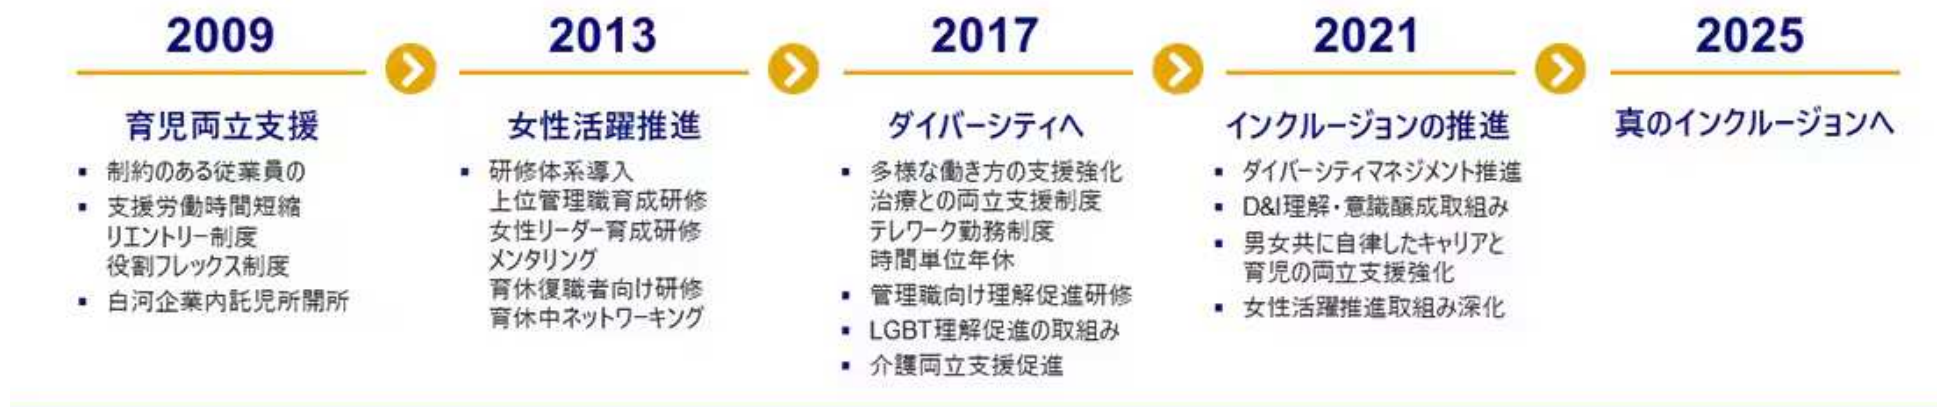 2009
育児両立支援
▪ 制約のある従業員の
▪ 支援労働時間短縮
リエントリー制度
役割フレックス制度
▪ 白河企業内託児所開所
2013
女性活躍推進
▪ 研修体系導入
上位管理職育成研修
女性リーダー育成研修
メンタリング
育休復職者向け研修
育休中ネットワーキング
2017
ダイバーシティへ
▪ 多様な働き方の支援強化
治療との両立支援制度
テレワーク勤務制度
時間単位年休
▪ 管理職向け理解促進研修
▪ LGBT理解促進の取組み
▪ 介護両立支援促進
2021
インクルージョンの推進
▪ ダイバーシティマネジメント推進
▪ D&I理解・意識醸成取組み
▪ 男女共に自律したキャリアと
育児の両立支援強化
▪ 女性活躍推進取組み深化
2025
真のインクルージョンへ